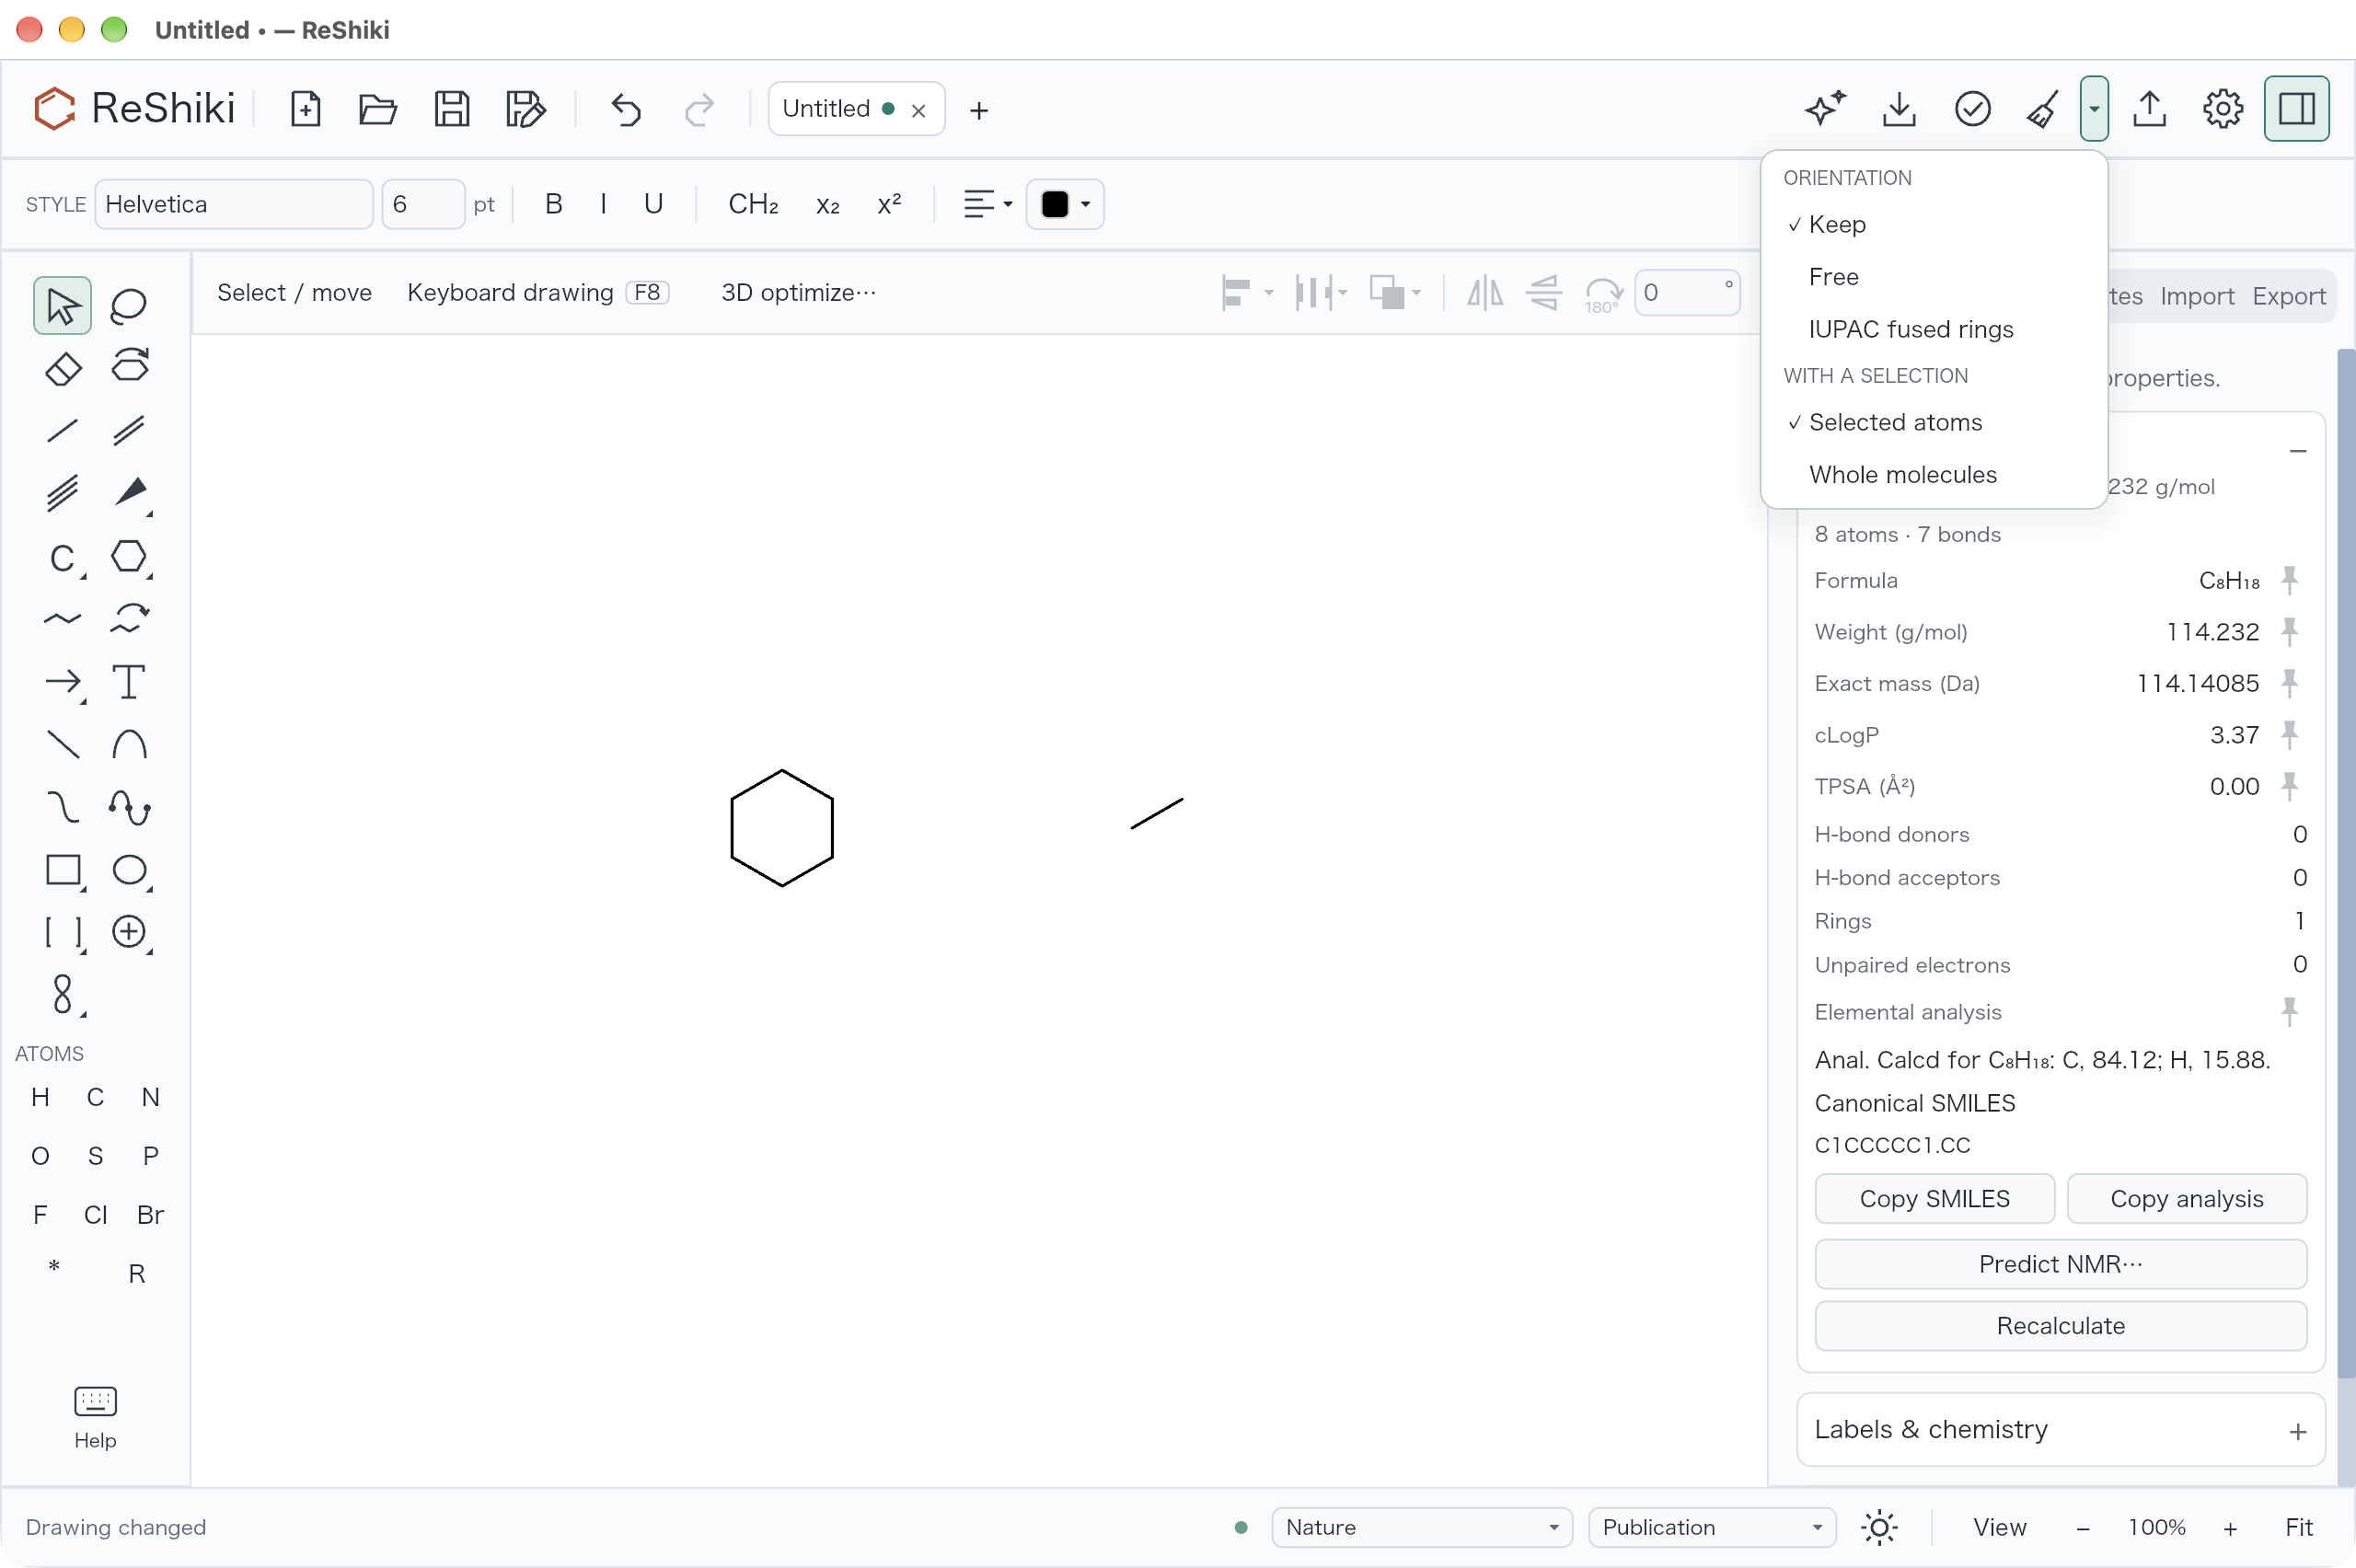 Untitled • — ReShiki
ReShiki
Untitled
STYLE Helvetica 6 pt B I U CH₂ x₂ x²
ORIENTATION
✓ Keep
Free
IUPAC fused rings
WITH A SELECTION
✓ Selected atoms
Whole molecules
Select / move Keyboard drawing F8 3D optimize…
180° 0 °
tes Import Export
properties.
232 g/mol
8 atoms · 7 bonds
Formula C₈H₁₈
Weight (g/mol) 114.232
Exact mass (Da) 114.14085
cLogP 3.37
TPSA (Å²) 0.00
H-bond donors 0
H-bond acceptors 0
Rings 1
Unpaired electrons 0
Elemental analysis
Anal. Calcd for C₈H₁₈: C, 84.12; H, 15.88.
Canonical SMILES
C1CCCCC1.CC
Copy SMILES Copy analysis
Predict NMR…
Recalculate
Labels & chemistry +
C
T
[ ]
ATOMS
H C N
O S P
F Cl Br
* R
Help
Drawing changed
Nature Publication View − 100% + Fit